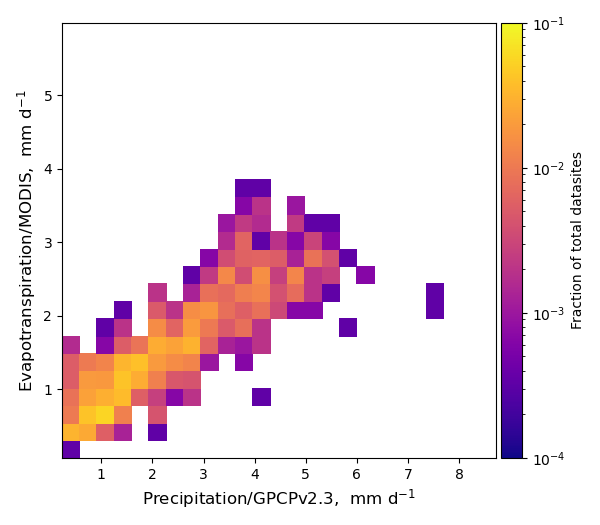 Evapotranspiration/MODIS, mm d⁻¹
5
4
3
2
1
1 2 3 4 5 6 7 8
Precipitation/GPCPv2.3, mm d⁻¹
10⁻¹
10⁻²
10⁻³
10⁻⁴
Fraction of total datasites